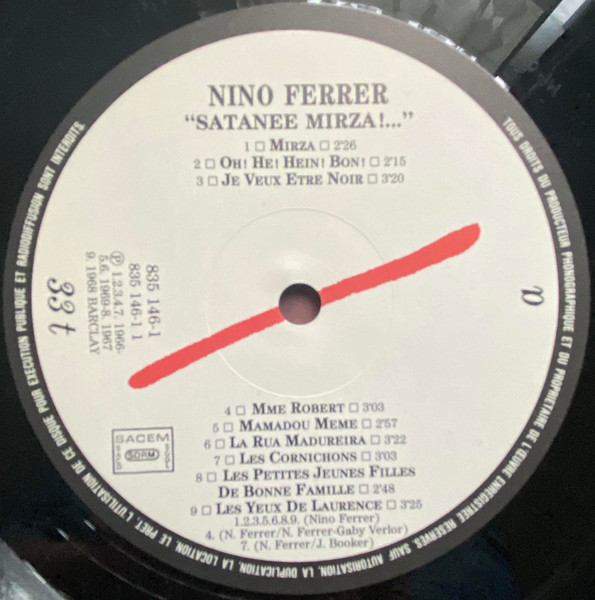 NINO FERRER
“SATANEE MIRZA!...”
1 □ MIRZA □ 2'26
2 □ OH! HE! HEIN! BON! □ 2'15
3 □ JE VEUX ETRE NOIR □ 3'20
835 146-1
835 146-1 1
℗ 1.2.3.4.7. 1966-
5.6. 1969-8. 1967
9. 1968 BARCLAY
33 t
a
4 □ MME ROBERT □ 3'03
5 □ MAMADOU MEME □ 2'57
6 □ LA RUA MADUREIRA □ 3'22
7 □ LES CORNICHONS □ 3'03
8 □ LES PETITES JEUNES FILLES
DE BONNE FAMILLE □ 2'48
9 □ LES YEUX DE LAURENCE □ 3'25
1.2.3.5.6.8.9. (Nino Ferrer)
4. (N. Ferrer/N. Ferrer-Gaby Verlor)
7. (N. Ferrer/J. Booker)
SACEM
SDRM
TOUS DROITS DU PRODUCTEUR PHONOGRAPHIQUE ET DU PROPRIETAIRE DE L'ŒUVRE ENREGISTREE RESERVES. SAUF AUTORISATION, LA DUPLICATION, LA LOCATION, LE PRET, L'UTILISATION DE CE DISQUE POUR EXECUTION PUBLIQUE ET RADIODIFFUSION SONT INTERDITS.